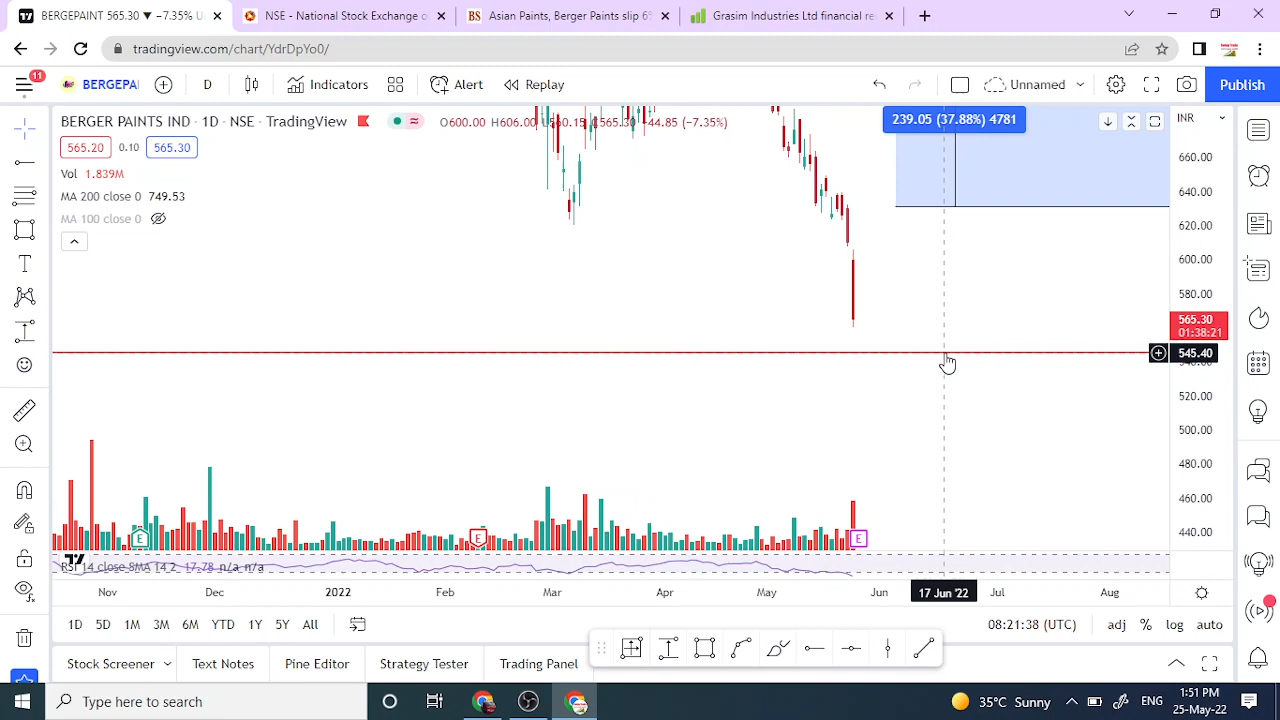 BERGEPAINT 565.30 ▼ −7.35% U
NSE - National Stock Exchange o
BS Asian Paints, Berger Paints slip 6
Grasim Industries Ltd financial re
tradingview.com/chart/YdrDpYo0/
11
BERGEPAI
D
Indicators
Alert
Replay
Unnamed
Publish
BERGER PAINTS IND · 1D · NSE · TradingView
O600.00 H606.00 560.15 C565.30 −44.85 (−7.35%)
239.05 (37.88%) 4781
INR
565.20
0.10
565.30
Vol 1.839M
MA 200 close 0 749.53
MA 100 close 0
660.00
640.00
620.00
600.00
580.00
565.30
01:38:21
545.40
520.00
500.00
480.00
460.00
440.00
E
E
E
RSI 14 close SMA 14 2 17.78 n/a n/a
Nov
Dec
2022
Feb
Mar
Apr
May
Jun
17 Jun '22
Jul
Aug
1D
5D
1M
3M
6M
YTD
1Y
5Y
All
08:21:38 (UTC)
adj
%
log
auto
Stock Screener
Text Notes
Pine Editor
Strategy Tester
Trading Panel
Type here to search
35°C Sunny
ENG
1:51 PM
25-May-22